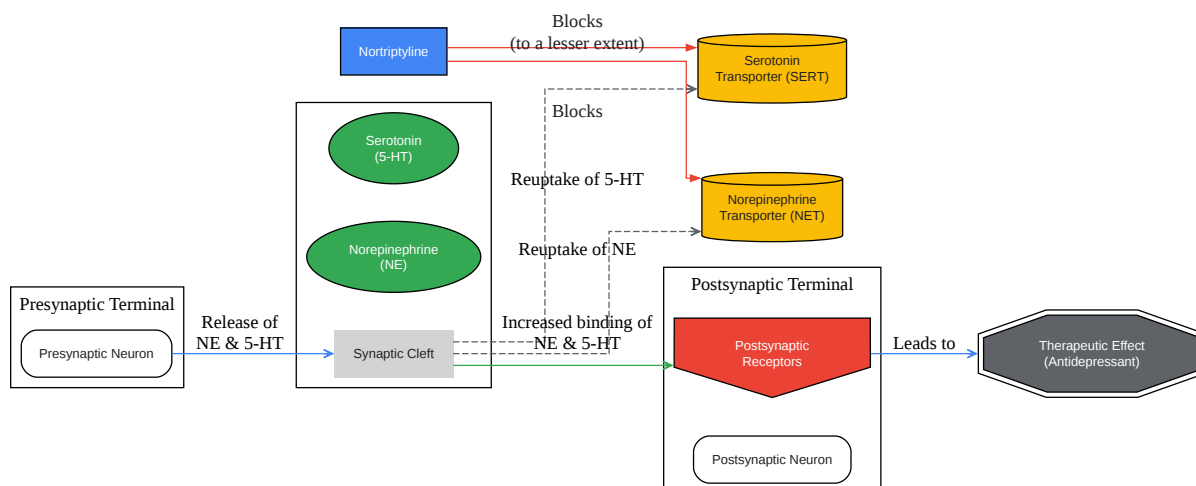 Blocks
(to a lesser extent)
Nortriptyline
Serotonin
Transporter (SERT)
Blocks
Serotonin
(5-HT)
Reuptake of 5-HT
Norepinephrine
Transporter (NET)
Norepinephrine
(NE)
Reuptake of NE
Presynaptic Terminal
Presynaptic Neuron
Release of
NE & 5-HT
Synaptic Cleft
Increased binding of
NE & 5-HT
Postsynaptic Terminal
Postsynaptic
Receptors
Leads to
Therapeutic Effect
(Antidepressant)
Postsynaptic Neuron